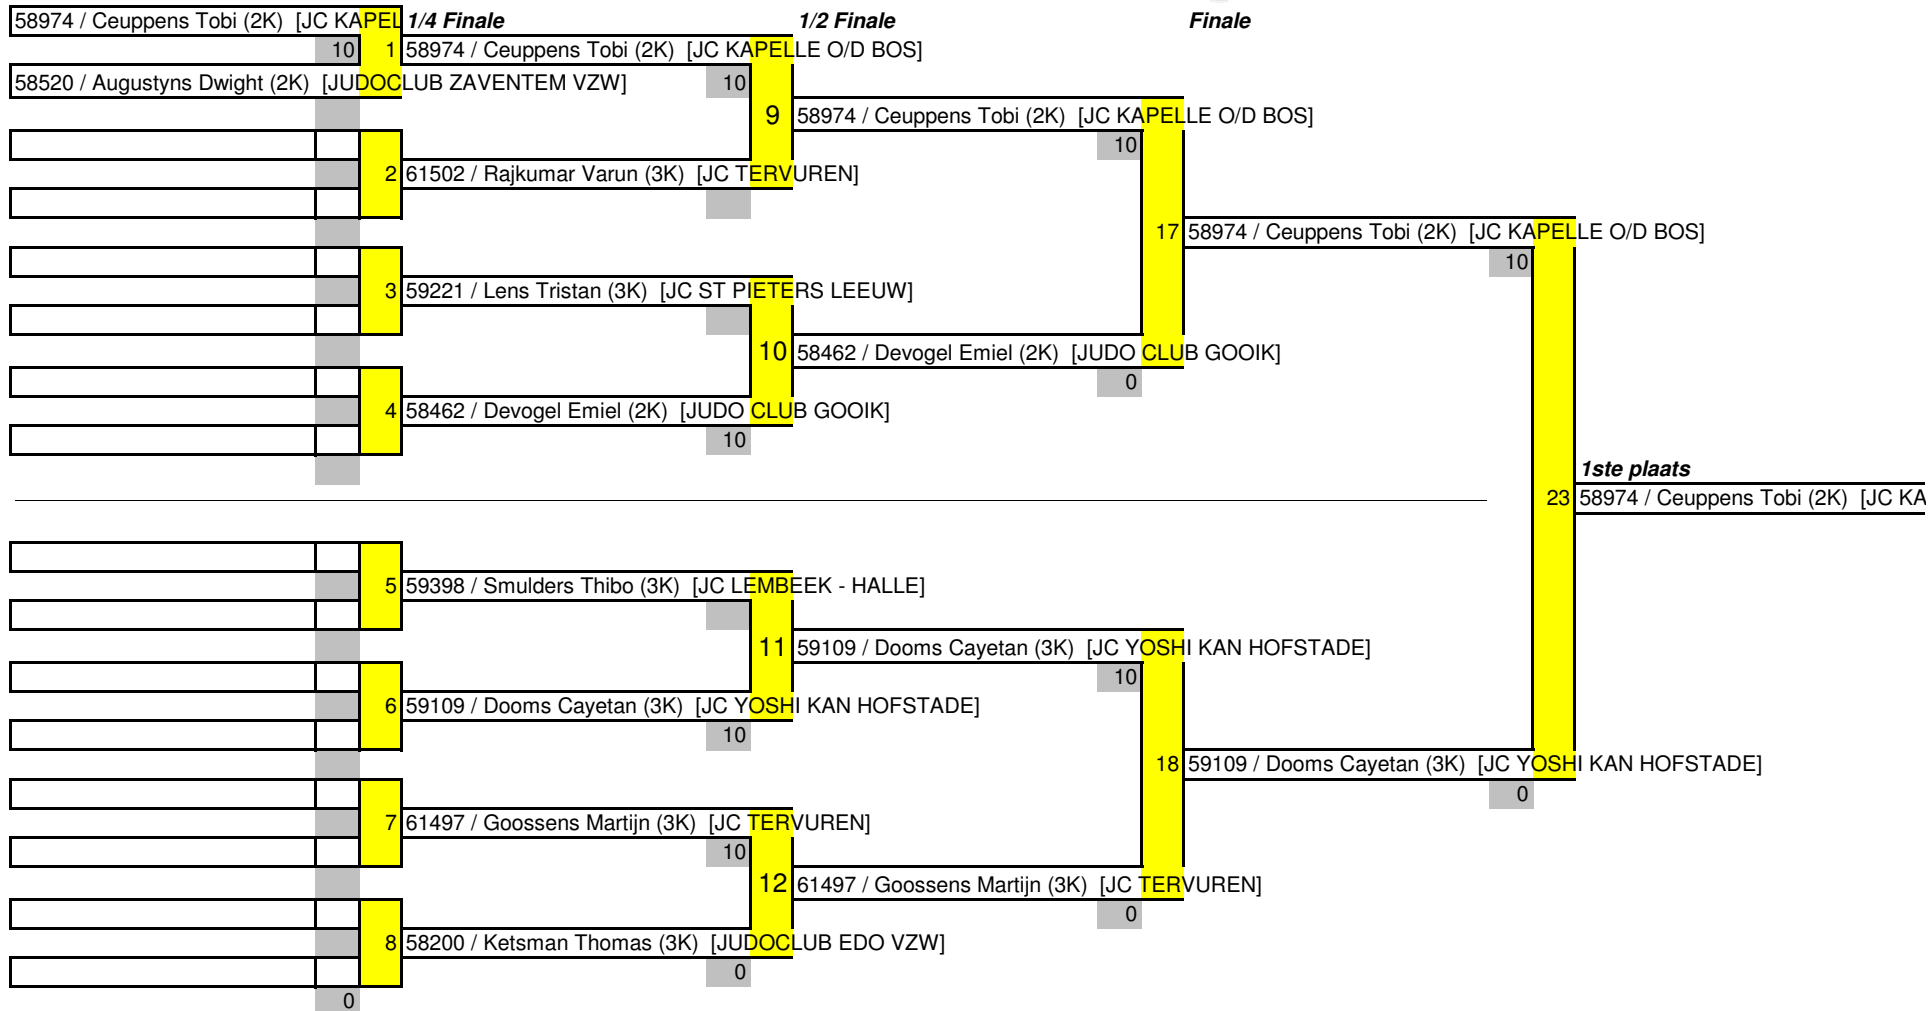 58974 / Ceuppens Tobi (2K)  [JC KAPEL 1/4 Finale 1/2 Finale Finale
10 1 58974 / Ceuppens Tobi (2K)  [JC KAPELLE O/D BOS]
58520 / Augustyns Dwight (2K)  [JUDOCLUB ZAVENTEM VZW] 10
9 58974 / Ceuppens Tobi (2K)  [JC KAPELLE O/D BOS]
10
2 61502 / Rajkumar Varun (3K)  [JC TERVUREN]
17 58974 / Ceuppens Tobi (2K)  [JC KAPELLE O/D BOS]
10
3 59221 / Lens Tristan (3K)  [JC ST PIETERS LEEUW]
10 58462 / Devogel Emiel (2K)  [JUDO CLUB GOOIK]
0
4 58462 / Devogel Emiel (2K)  [JUDO CLUB GOOIK]
10
1ste plaats
23 58974 / Ceuppens Tobi (2K)  [JC KA
5 59398 / Smulders Thibo (3K)  [JC LEMBEEK - HALLE]
11 59109 / Dooms Cayetan (3K)  [JC YOSHI KAN HOFSTADE]
10
6 59109 / Dooms Cayetan (3K)  [JC YOSHI KAN HOFSTADE]
10
18 59109 / Dooms Cayetan (3K)  [JC YOSHI KAN HOFSTADE]
0
7 61497 / Goossens Martijn (3K)  [JC TERVUREN]
10
12 61497 / Goossens Martijn (3K)  [JC TERVUREN]
0
8 58200 / Ketsman Thomas (3K)  [JUDOCLUB EDO VZW]
0
0